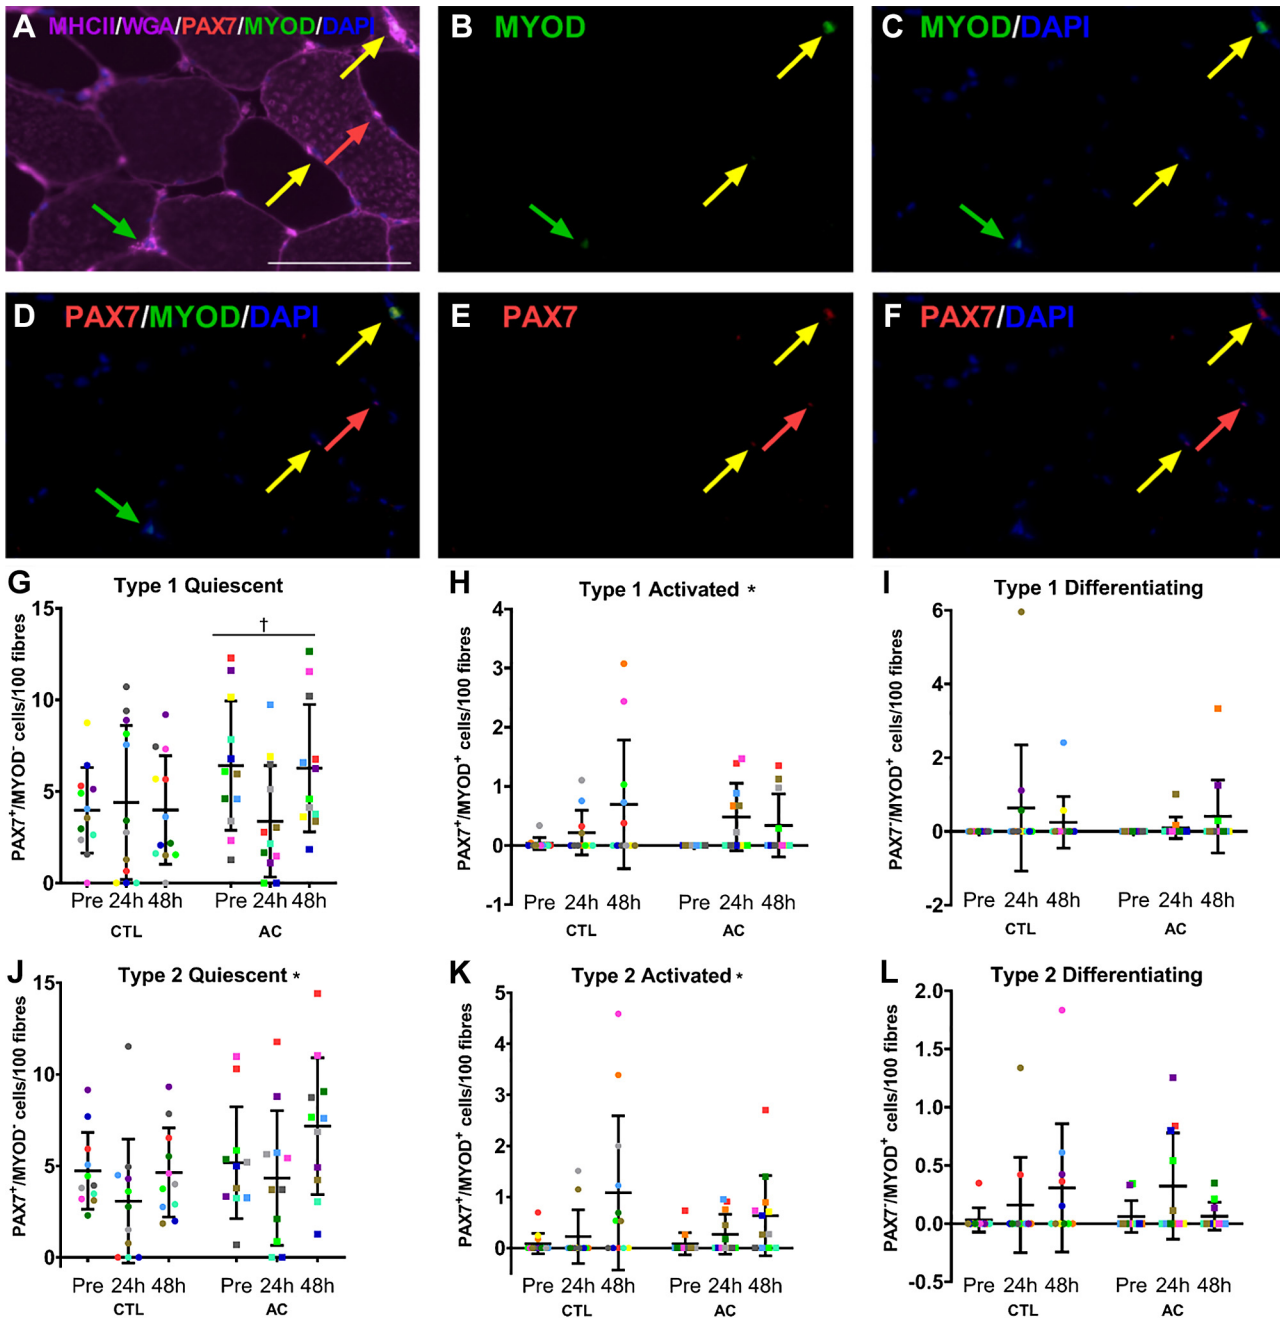 A MHCII/WGA/PAX7/MYOD/DAPI
B MYOD
C MYOD/DAPI
D PAX7/MYOD/DAPI
E PAX7
F PAX7/DAPI
G Type 1 Quiescent
PAX7⁺/MYOD⁻ cells/100 fibres
15
10
5
0
†
Pre 24h 48h Pre 24h 48h
CTL AC
H Type 1 Activated *
PAX7⁺/MYOD⁺ cells/100 fibres
4
3
2
1
0
-1
Pre 24h 48h Pre 24h 48h
CTL AC
I Type 1 Differentiating
PAX7⁻/MYOD⁺ cells/100 fibres
6
4
2
0
-2
Pre 24h 48h Pre 24h 48h
CTL AC
J Type 2 Quiescent *
PAX7⁺/MYOD⁻ cells/100 fibres
15
10
5
0
Pre 24h 48h Pre 24h 48h
CTL AC
K Type 2 Activated *
PAX7⁺/MYOD⁺ cells/100 fibres
5
4
3
2
1
0
Pre 24h 48h Pre 24h 48h
CTL AC
L Type 2 Differentiating
PAX7⁻/MYOD⁺ cells/100 fibres
2.0
1.5
1.0
0.5
0.0
-0.5
Pre 24h 48h Pre 24h 48h
CTL AC